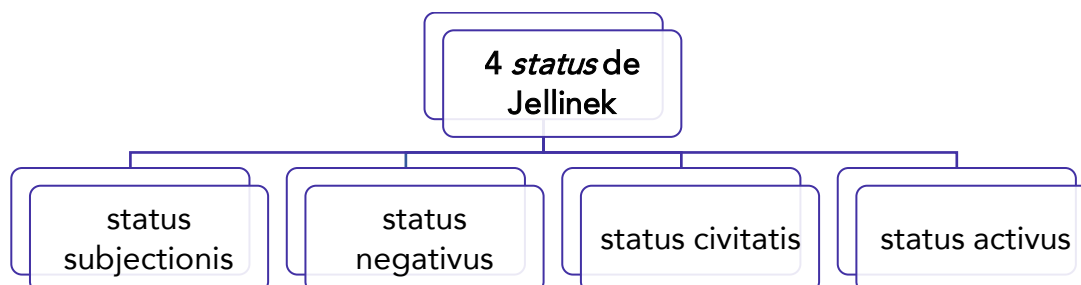 4 status de
Jellinek
status
subjectionis
status
negativus
status civitatis
status activus